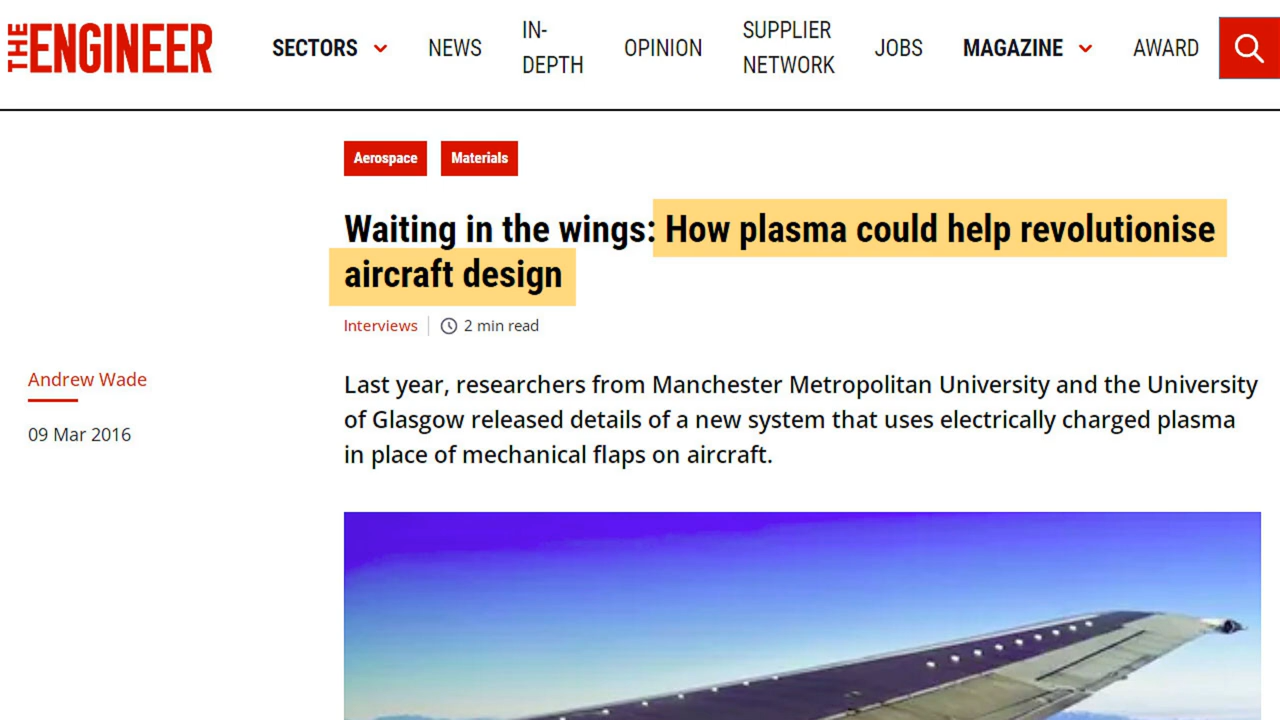 THE ENGINEER
SECTORS
NEWS
IN-
DEPTH
OPINION
SUPPLIER
NETWORK
JOBS
MAGAZINE
AWARD
Aerospace
Materials
Waiting in the wings: How plasma could help revolutionise
aircraft design
Interviews
2 min read
Andrew Wade
09 Mar 2016
Last year, researchers from Manchester Metropolitan University and the University
of Glasgow released details of a new system that uses electrically charged plasma
in place of mechanical flaps on aircraft.